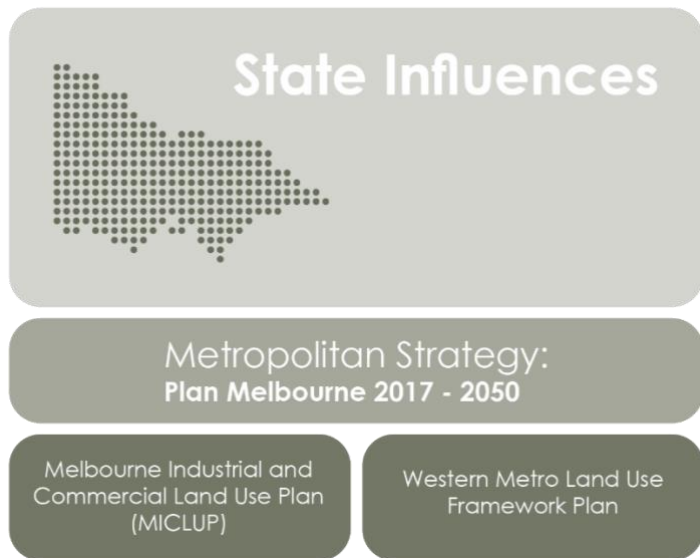 State Influences
Metropolitan Strategy:
Plan Melbourne 2017 - 2050
Melbourne Industrial and
Commercial Land Use Plan
(MICLUP)
Western Metro Land Use
Framework Plan